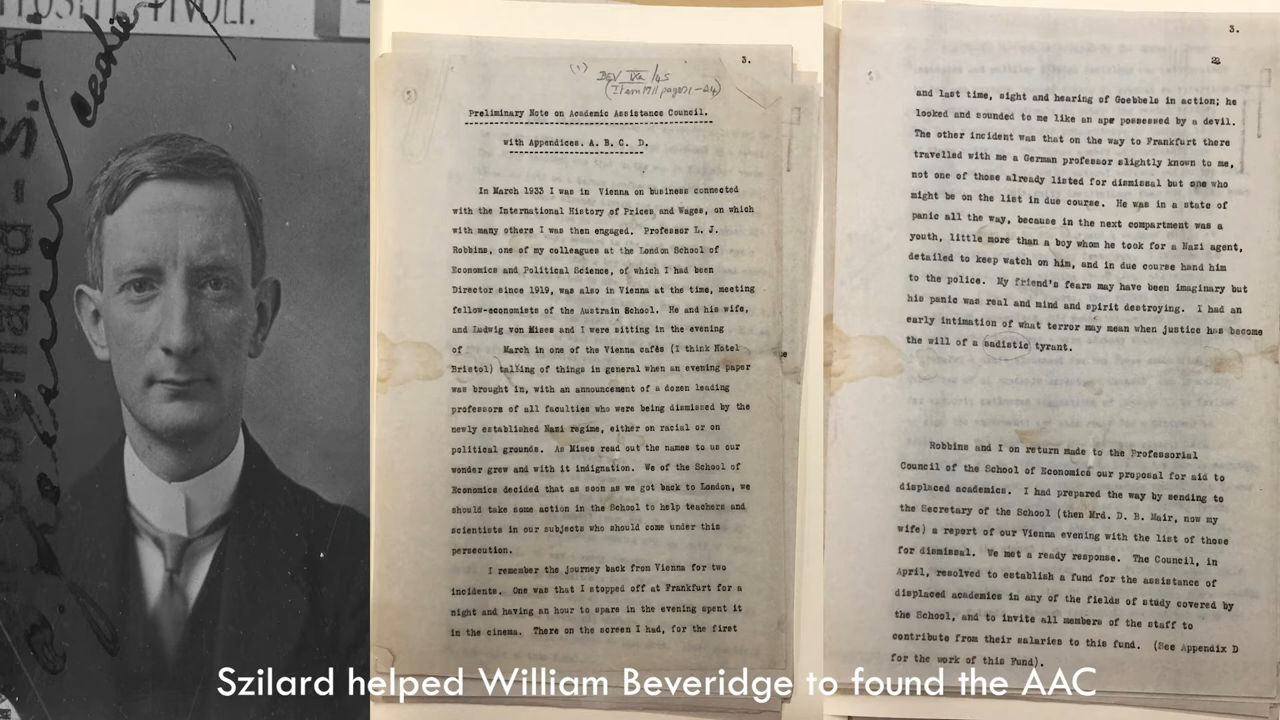 3.
(1) BEV IXa/45
(Item 17/1 pages 1-24)
Preliminary Note on Academic Assistance Council.
with Appendices. A. B. C. D.
In March 1933 I was in Vienna on business connected
with the International History of Prices and Wages, on which
with many others I was then engaged. Professor L. J.
Robbins, one of my colleagues at the London School of
Economics and Political Science, of which I had been
Director since 1919, was also in Vienna at the time, meeting
fellow-economists of the Austrain School. He and his wife,
and Ludwig von Mises and I were sitting in the evening
of March in one of the Vienna cafés (I think Hotel
Bristol) talking of things in general when an evening paper
was brought in, with an announcement of a dozen leading
professors of all faculties who were being dismissed by the
newly established Nazi regime, either on racial or on
political grounds. As Mises read out the names to us our
wonder grew and with it indignation. We of the School of
Economics decided that as soon as we got back to London, we
should take some action in the School to help teachers and
scientists in our subjects who should come under this
persecution.
I remember the journey back from Vienna for two
incidents. One was that I stopped off at Frankfurt for a
night and having an hour to spare in the evening spent it
in the cinema. There on the screen I had, for the first
3.
and last time, sight and hearing of Goebbels in action; he
looked and sounded to me like an ape possessed by a devil.
The other incident was that on the way to Frankfurt there
travelled with me a German professor slightly known to me,
not one of those already listed for dismissal but one who
might be on the list in due course. He was in a state of
panic all the way, because in the next compartment was a
youth, little more than a boy whom he took for a Nazi agent,
detailed to keep watch on him, and in due course hand him
to the police. My friend's fears may have been imaginary but
his panic was real and mind and spirit destroying. I had an
early intimation of what terror may mean when justice has become
the will of a sadistic tyrant.
Robbins and I on return made to the Professorial
Council of the School of Economics our proposal for aid to
displaced academics. I had prepared the way by sending to
the Secretary of the School (then Mrd. D. B. Mair, now my
wife) a report of our Vienna evening with the list of those
for dismissal. We met a ready response. The Council, in
April, resolved to establish a fund for the assistance of
displaced academics in any of the fields of study covered by
the School, and to invite all members of the staff to
contribute from their salaries to this fund. (See Appendix D
for the work of this Fund).
Szilard helped William Beveridge to found the AAC